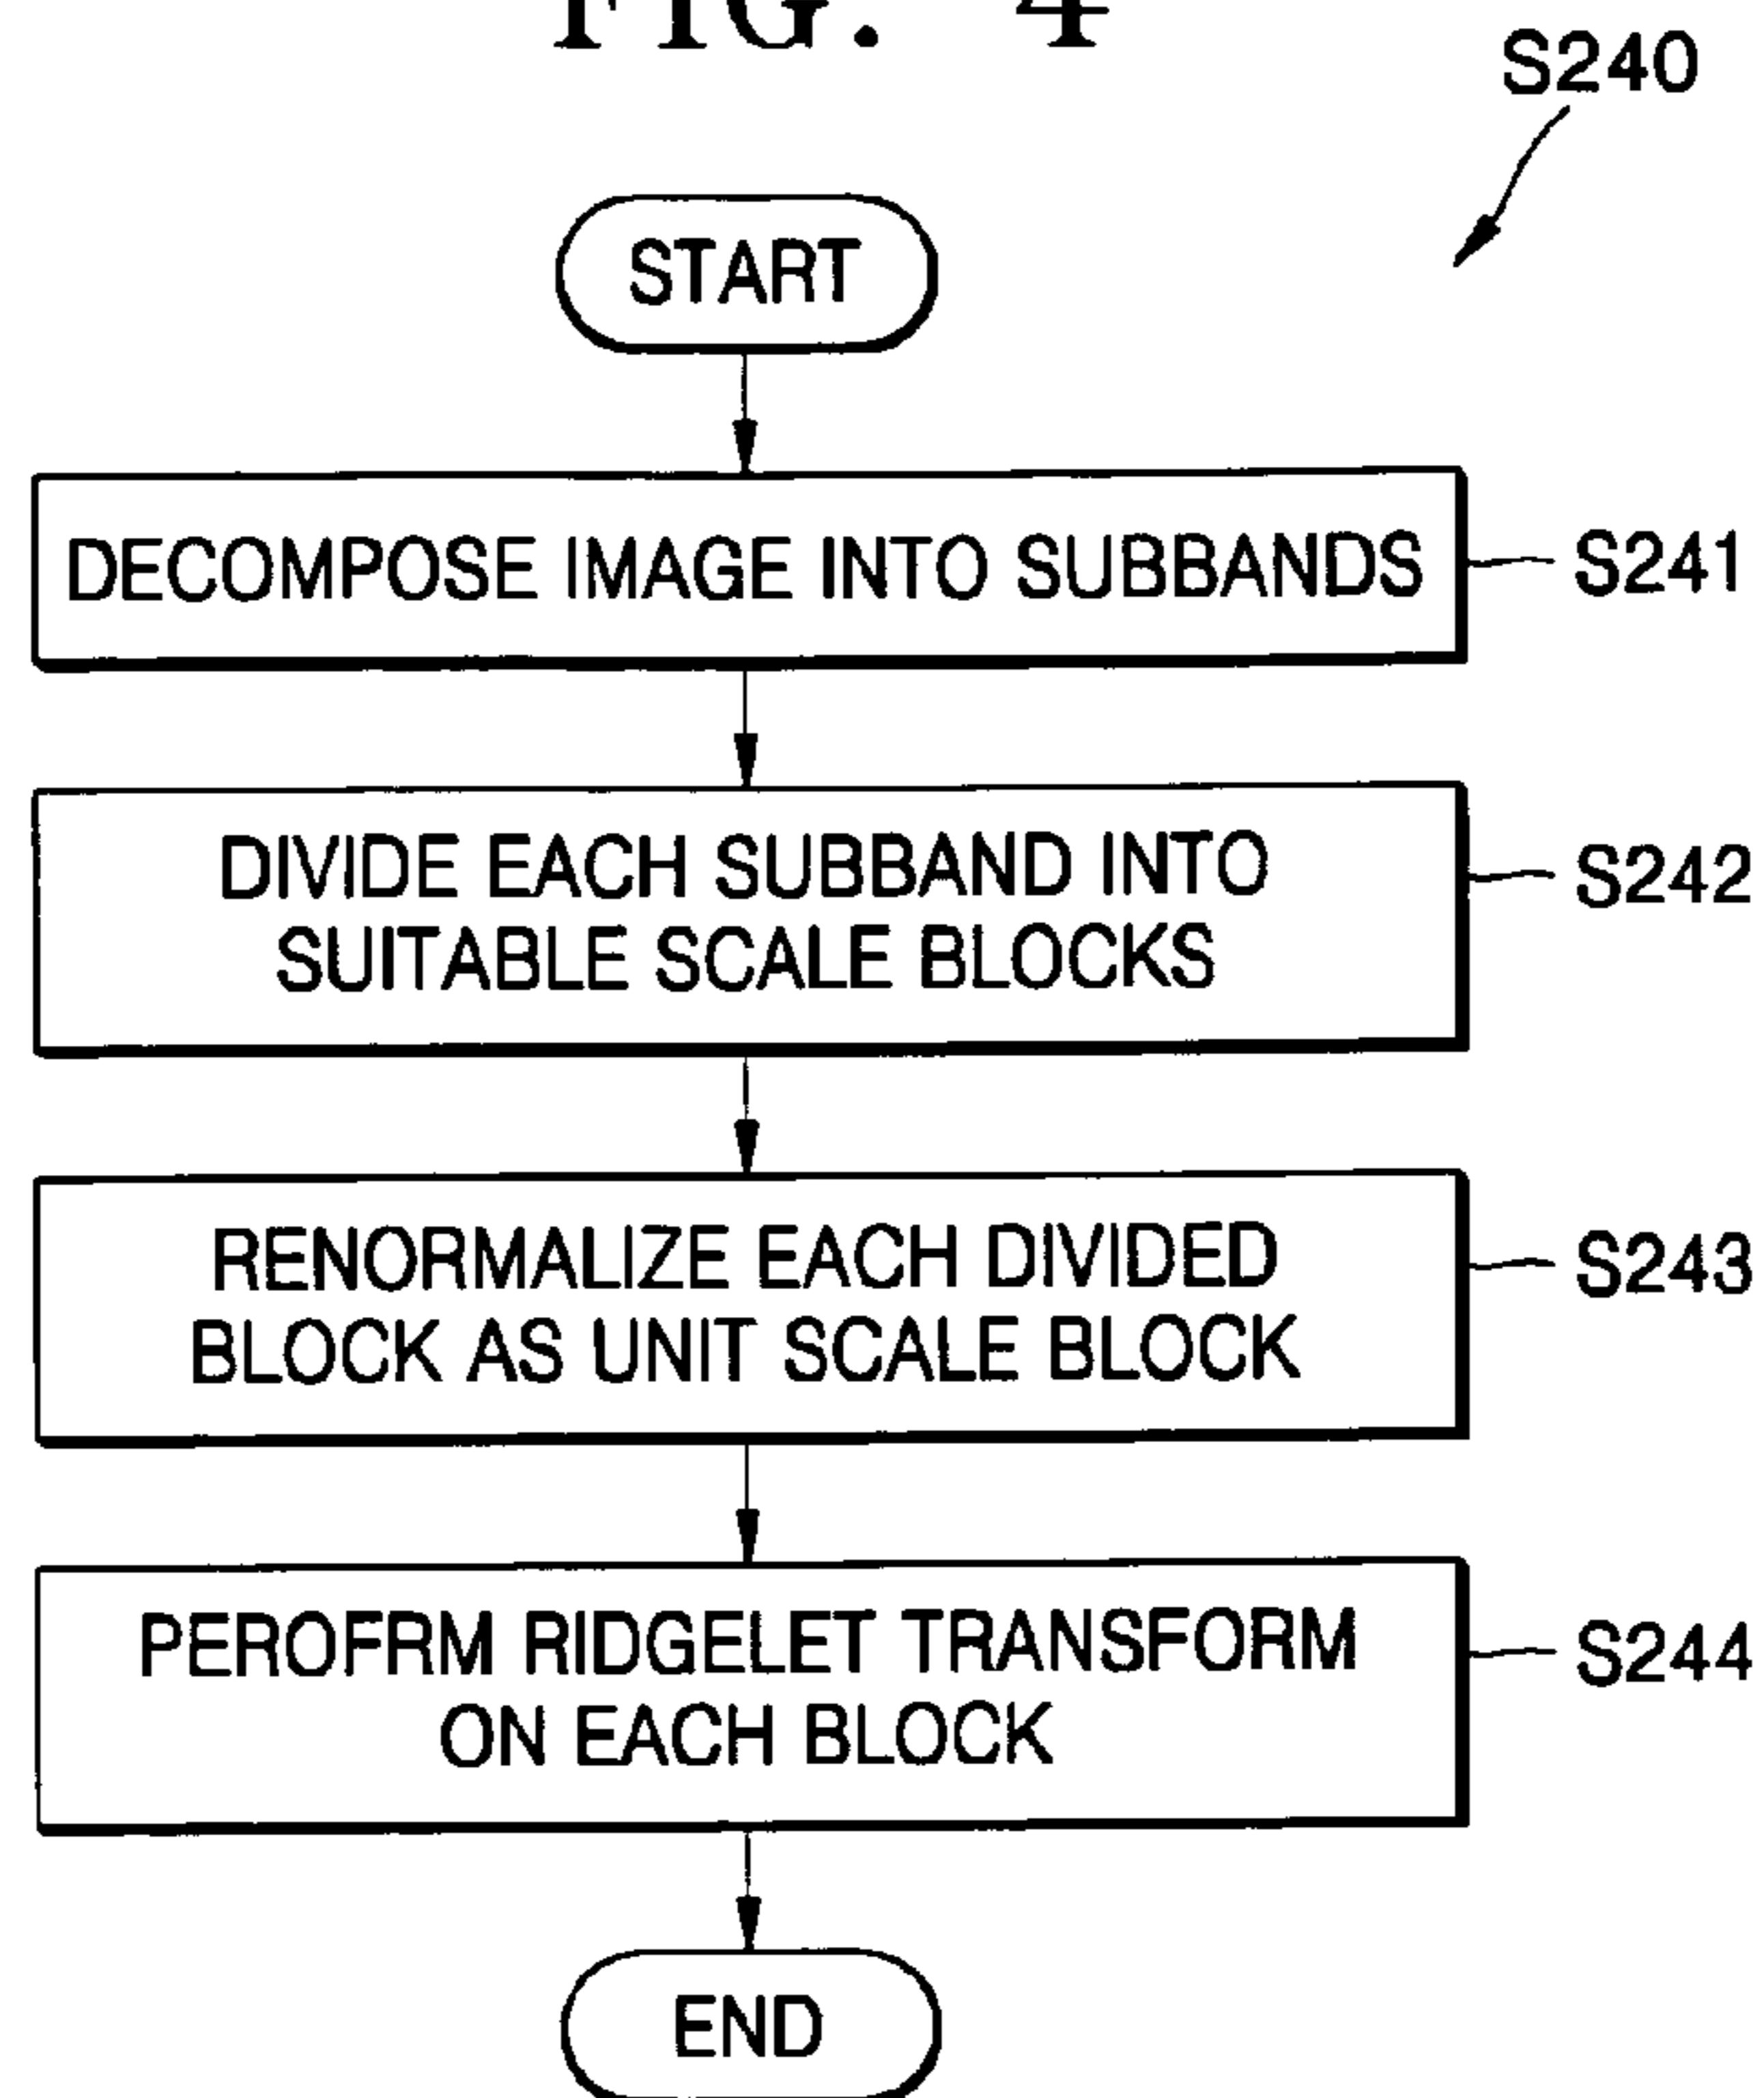 FIG. 4
S240
START
DECOMPOSE IMAGE INTO SUBBANDS
S241
DIVIDE EACH SUBBAND INTO
SUITABLE SCALE BLOCKS
S242
RENORMALIZE EACH DIVIDED
BLOCK AS UNIT SCALE BLOCK
S243
PEROFRM RIDGELET TRANSFORM
ON EACH BLOCK
S244
END